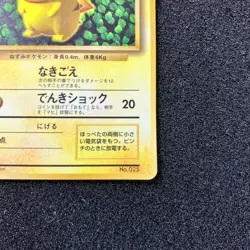 ねずみポケモン：身長0.4m、体重6Kg
なきごえ
次の相手の番でうけるダメージを10
へらすことができる。
でんきショック 20
コインを投げて「おもて」なら、相手
を「マヒ」状態にする。
にげる
点
ほっぺたの両側に小さ
い電気袋をもつ。ピン
チのときに放電する。
No.025